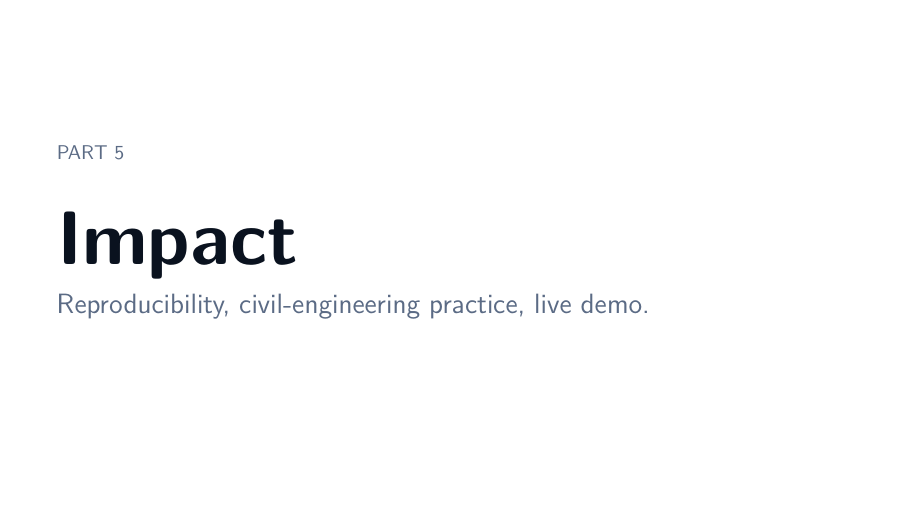 PART 5
Impact
Reproducibility, civil-engineering practice, live demo.